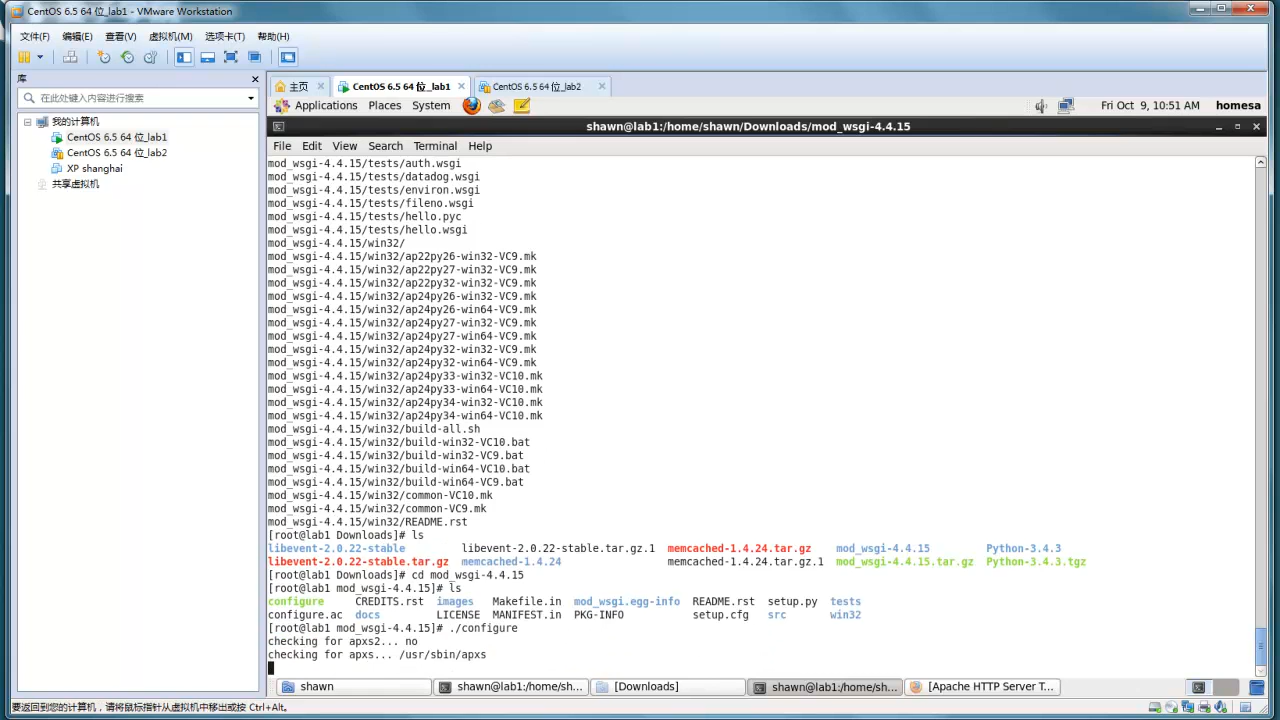 CentOS 6.5 64 位_lab1 - VMware Workstation
文件(F) 编辑(E) 查看(V) 虚拟机(M) 选项卡(T) 帮助(H)
库
在此处键入内容进行搜索
我的计算机
CentOS 6.5 64 位_lab1
CentOS 6.5 64 位_lab2
XP shanghai
共享虚拟机
主页 CentOS 6.5 64 位_lab1 CentOS 6.5 64 位_lab2
Applications Places System Fri Oct 9, 10:51 AM homesa
shawn@lab1:/home/shawn/Downloads/mod_wsgi-4.4.15
File Edit View Search Terminal Help
mod_wsgi-4.4.15/tests/auth.wsgi
mod_wsgi-4.4.15/tests/datadog.wsgi
mod_wsgi-4.4.15/tests/environ.wsgi
mod_wsgi-4.4.15/tests/fileno.wsgi
mod_wsgi-4.4.15/tests/hello.pyc
mod_wsgi-4.4.15/tests/hello.wsgi
mod_wsgi-4.4.15/win32/
mod_wsgi-4.4.15/win32/ap22py26-win32-VC9.mk
mod_wsgi-4.4.15/win32/ap22py27-win32-VC9.mk
mod_wsgi-4.4.15/win32/ap22py32-win32-VC9.mk
mod_wsgi-4.4.15/win32/ap24py26-win32-VC9.mk
mod_wsgi-4.4.15/win32/ap24py26-win64-VC9.mk
mod_wsgi-4.4.15/win32/ap24py27-win32-VC9.mk
mod_wsgi-4.4.15/win32/ap24py27-win64-VC9.mk
mod_wsgi-4.4.15/win32/ap24py32-win32-VC9.mk
mod_wsgi-4.4.15/win32/ap24py32-win64-VC9.mk
mod_wsgi-4.4.15/win32/ap24py33-win32-VC10.mk
mod_wsgi-4.4.15/win32/ap24py33-win64-VC10.mk
mod_wsgi-4.4.15/win32/ap24py34-win32-VC10.mk
mod_wsgi-4.4.15/win32/ap24py34-win64-VC10.mk
mod_wsgi-4.4.15/win32/build-all.sh
mod_wsgi-4.4.15/win32/build-win32-VC10.bat
mod_wsgi-4.4.15/win32/build-win32-VC9.bat
mod_wsgi-4.4.15/win32/build-win64-VC10.bat
mod_wsgi-4.4.15/win32/build-win64-VC9.bat
mod_wsgi-4.4.15/win32/common-VC10.mk
mod_wsgi-4.4.15/win32/common-VC9.mk
mod_wsgi-4.4.15/win32/README.rst
[root@lab1 Downloads]# ls
libevent-2.0.22-stable libevent-2.0.22-stable.tar.gz.1 memcached-1.4.24.tar.gz mod_wsgi-4.4.15 Python-3.4.3
libevent-2.0.22-stable.tar.gz memcached-1.4.24 memcached-1.4.24.tar.gz.1 mod_wsgi-4.4.15.tar.gz Python-3.4.3.tgz
[root@lab1 Downloads]# cd mod_wsgi-4.4.15
[root@lab1 mod_wsgi-4.4.15]# ls
configure CREDITS.rst images Makefile.in mod_wsgi.egg-info README.rst setup.py tests
configure.ac docs LICENSE MANIFEST.in PKG-INFO setup.cfg src win32
[root@lab1 mod_wsgi-4.4.15]# ./configure
checking for apxs2... no
checking for apxs... /usr/sbin/apxs
shawn shawn@lab1:/home/sh... [Downloads] shawn@lab1:/home/sh... [Apache HTTP Server T...
要返回到您的计算机，请将鼠标指针从虚拟机中移出或按 Ctrl+Alt。